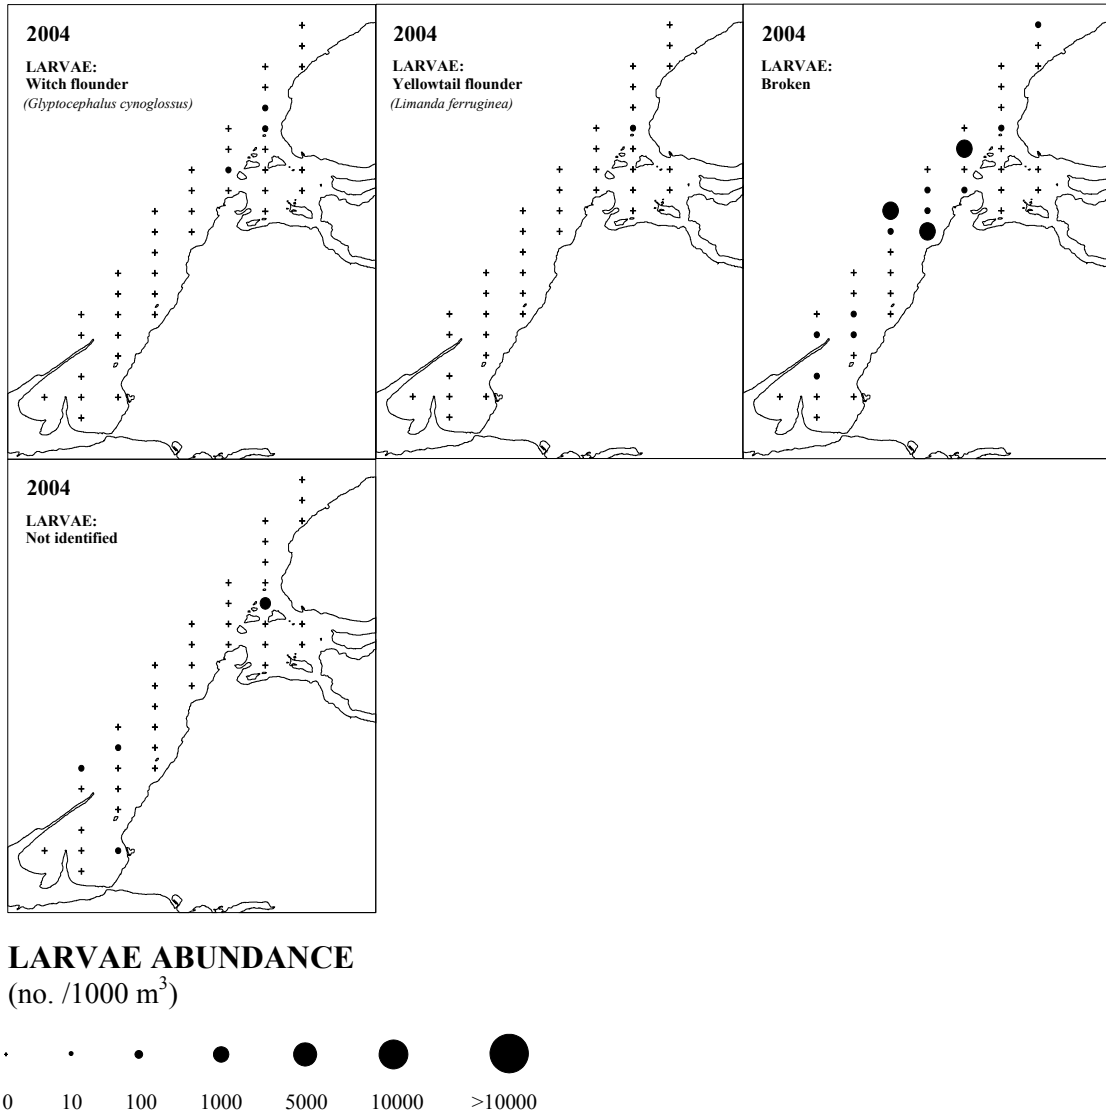 2004
LARVAE:
Witch flounder
(Glyptocephalus cynoglossus)
2004
LARVAE:
Yellowtail flounder
(Limanda ferruginea)
2004
LARVAE:
Broken
2004
LARVAE:
Not identified
LARVAE ABUNDANCE
(no. /1000 m³)
0 10 100 1000 5000 10000 >10000